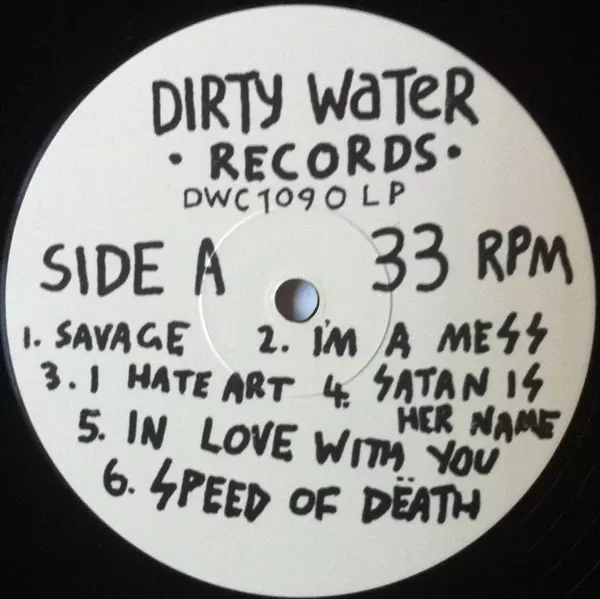 DIRTY WaTeR
• RECORDS •
DWC1090LP
SIDE A 33 RPM
1. SAVAGE 2. I'M A MESS
3. I HATE ART 4. SATAN IS
HER NAME
5. IN LOVE WITH YOU
6. SPEED OF DËATH